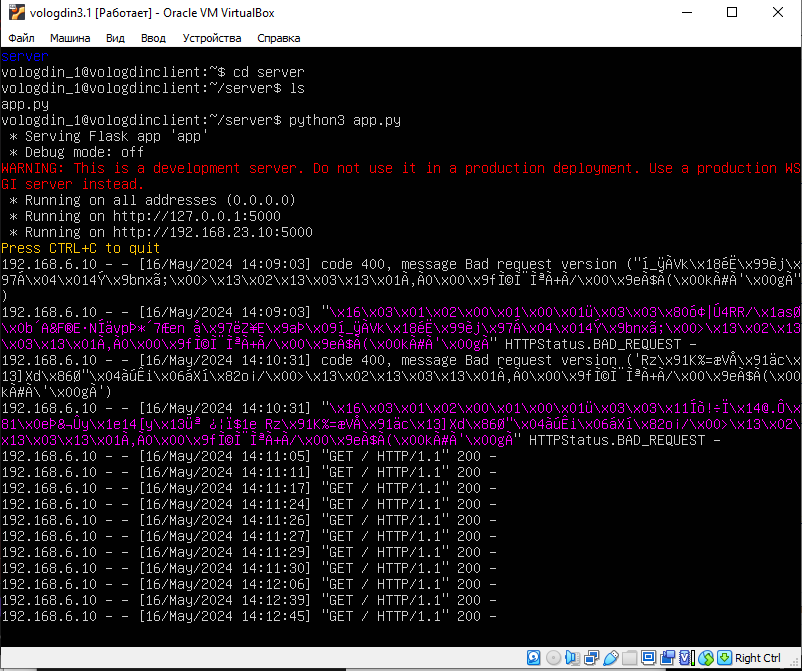 vologdin3.1 [Работает] - Oracle VM VirtualBox
Файл Машина Вид Ввод Устройства Справка
server
vologdin_1@vologdinclient:~$ cd server
vologdin_1@vologdinclient:~/server$ ls
app.py
vologdin_1@vologdinclient:~/server$ python3 app.py
 * Serving Flask app 'app'
 * Debug mode: off
WARNING: This is a development server. Do not use it in a production deployment. Use a production WS
GI server instead.
 * Running on all addresses (0.0.0.0)
 * Running on http://127.0.0.1:5000
 * Running on http://192.168.23.10:5000
Press CTRL+C to quit
192.168.6.10 - - [16/May/2024 14:09:03] code 400, message Bad request version
)
192.168.6.10 - - [16/May/2024 14:09:03]
HTTPStatus.BAD_REQUEST -
192.168.6.10 - - [16/May/2024 14:10:31] code 400, message Bad request version
192.168.6.10 - - [16/May/2024 14:10:31]
HTTPStatus.BAD_REQUEST -
192.168.6.10 - - [16/May/2024 14:11:05] "GET / HTTP/1.1" 200 -
192.168.6.10 - - [16/May/2024 14:11:11] "GET / HTTP/1.1" 200 -
192.168.6.10 - - [16/May/2024 14:11:17] "GET / HTTP/1.1" 200 -
192.168.6.10 - - [16/May/2024 14:11:24] "GET / HTTP/1.1" 200 -
192.168.6.10 - - [16/May/2024 14:11:26] "GET / HTTP/1.1" 200 -
192.168.6.10 - - [16/May/2024 14:11:27] "GET / HTTP/1.1" 200 -
192.168.6.10 - - [16/May/2024 14:11:29] "GET / HTTP/1.1" 200 -
192.168.6.10 - - [16/May/2024 14:11:30] "GET / HTTP/1.1" 200 -
192.168.6.10 - - [16/May/2024 14:12:06] "GET / HTTP/1.1" 200 -
192.168.6.10 - - [16/May/2024 14:12:39] "GET / HTTP/1.1" 200 -
192.168.6.10 - - [16/May/2024 14:12:45] "GET / HTTP/1.1" 200 -
Right Ctrl